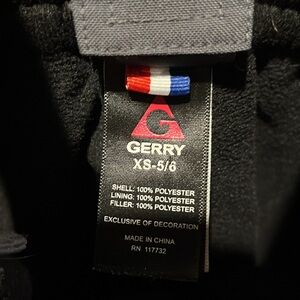 GERRY
XS-5/6
SHELL: 100% POLYESTER
LINING: 100% POLYESTER
FILLER: 100% POLYESTER
EXCLUSIVE OF DECORATION
MADE IN CHINA
RN 117732